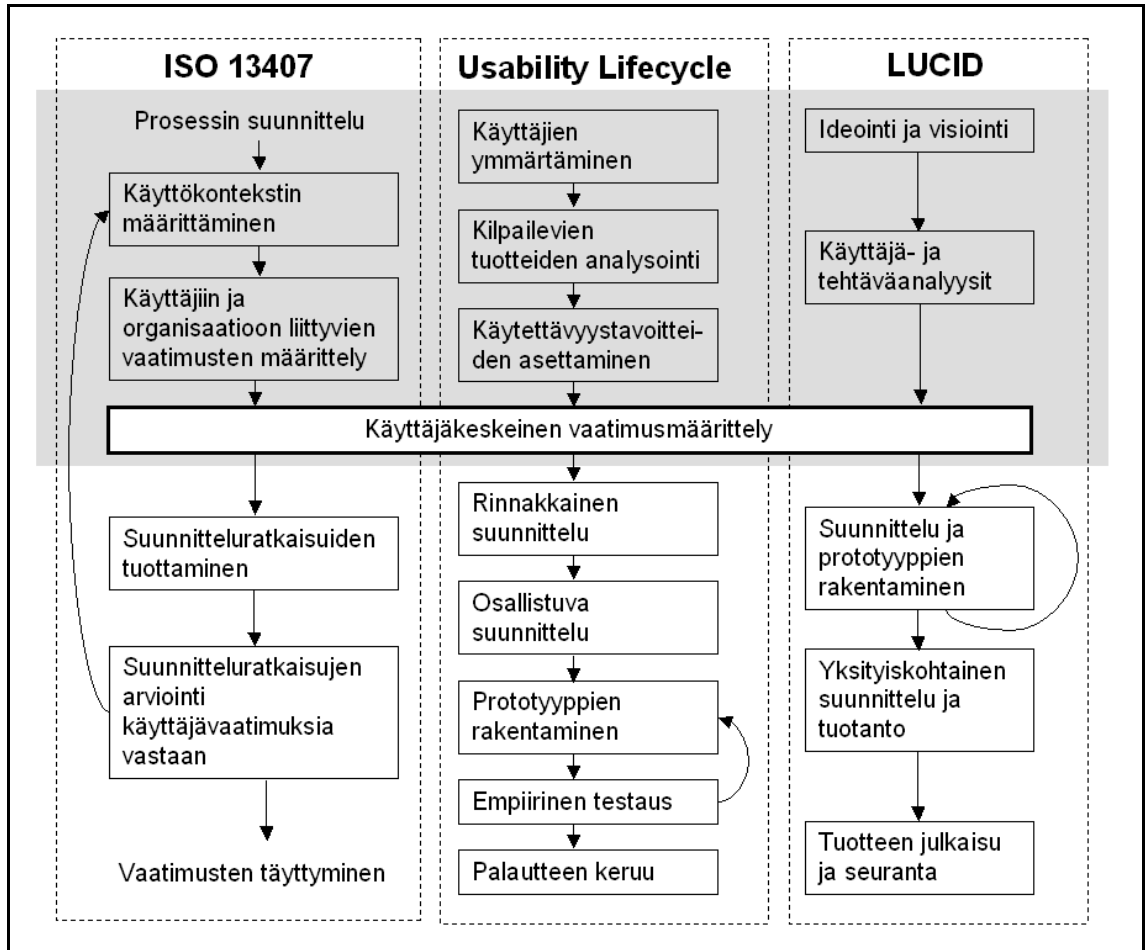 ISO 13407
Prosessin suunnittelu
Käyttökontekstin
määrittäminen
Käyttäjiin ja
organisaatioon liittyvien
vaatimusten määrittely
Usability Lifecycle
Käyttäjien
ymmärtäminen
Kilpailevien
tuotteiden analysointi
Käytettävyystavoittei-
den asettaminen
LUCID
Ideointi ja visiointi
Käyttäjä- ja
tehtäväanalyysit
Käyttäjäkeskeinen vaatimusmäärittely
Suunnitteluratkaisuiden
tuottaminen
Suunnitteluratkaisujen
arviointi
käyttäjävaatimuksia
vastaan
Vaatimusten täyttyminen
Rinnakkainen
suunnittelu
Osallistuva
suunnittelu
Prototyyppien
rakentaminen
Empiirinen testaus
Palautteen keruu
Suunnittelu ja
prototyyppien
rakentaminen
Yksityiskohtainen
suunnittelu ja
tuotanto
Tuotteen julkaisu
ja seuranta